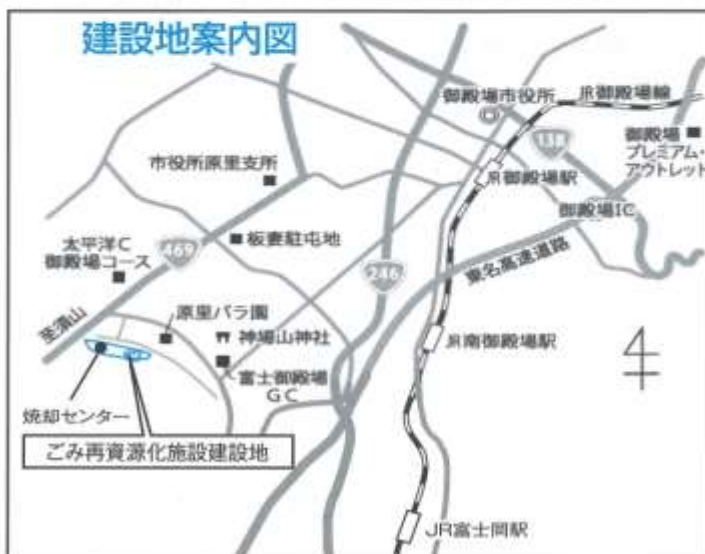 建設地案内図
御殿場市役所
JR御殿場線
138
御殿場
プレミアム・
アウトレット
市役所原里支所
JR御殿場駅
御殿場IC
板妻駐屯地
太平洋C
御殿場コース
469
246
東名高速道路
至須山
原里バラ園
神場山神社
JR南御殿場駅
富士御殿場
GC
焼却センター
ごみ再資源化施設建設地
JR富士岡駅